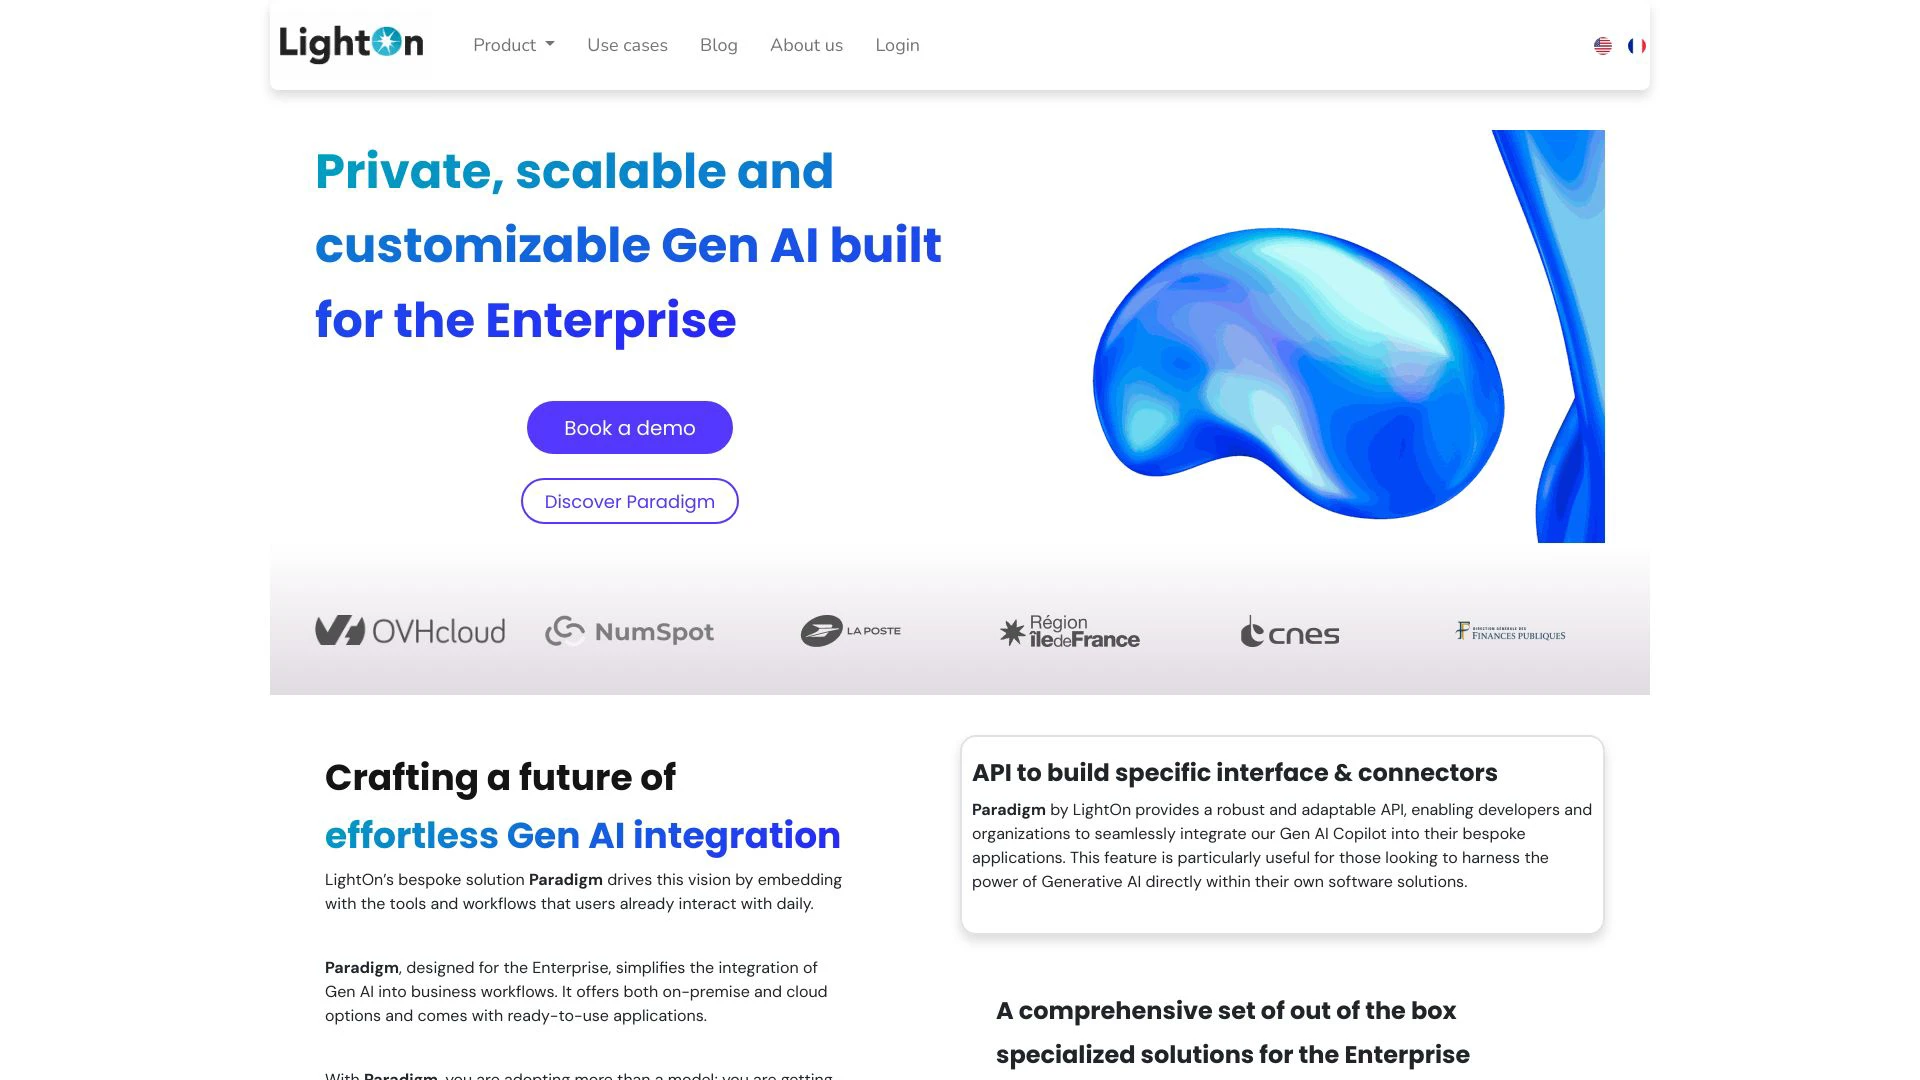 LightOn
Product
Use cases
Blog
About us
Login
Private, scalable and
customizable Gen AI built
for the Enterprise
Book a demo
Discover Paradigm
OVHcloud
NumSpot
LA POSTE
Région
îledeFrance
cnes
DIRECTION GÉNÉRALE DES
FINANCES PUBLIQUES
Crafting a future of
effortless Gen AI integration
LightOn’s bespoke solution Paradigm drives this vision by embedding
with the tools and workflows that users already interact with daily.
Paradigm, designed for the Enterprise, simplifies the integration of
Gen AI into business workflows. It offers both on-premise and cloud
options and comes with ready-to-use applications.
With Paradigm, you are adopting more than a model: you are getting
API to build specific interface & connectors
Paradigm by LightOn provides a robust and adaptable API, enabling developers and
organizations to seamlessly integrate our Gen AI Copilot into their bespoke
applications. This feature is particularly useful for those looking to harness the
power of Generative AI directly within their own software solutions.
A comprehensive set of out of the box
specialized solutions for the Enterprise